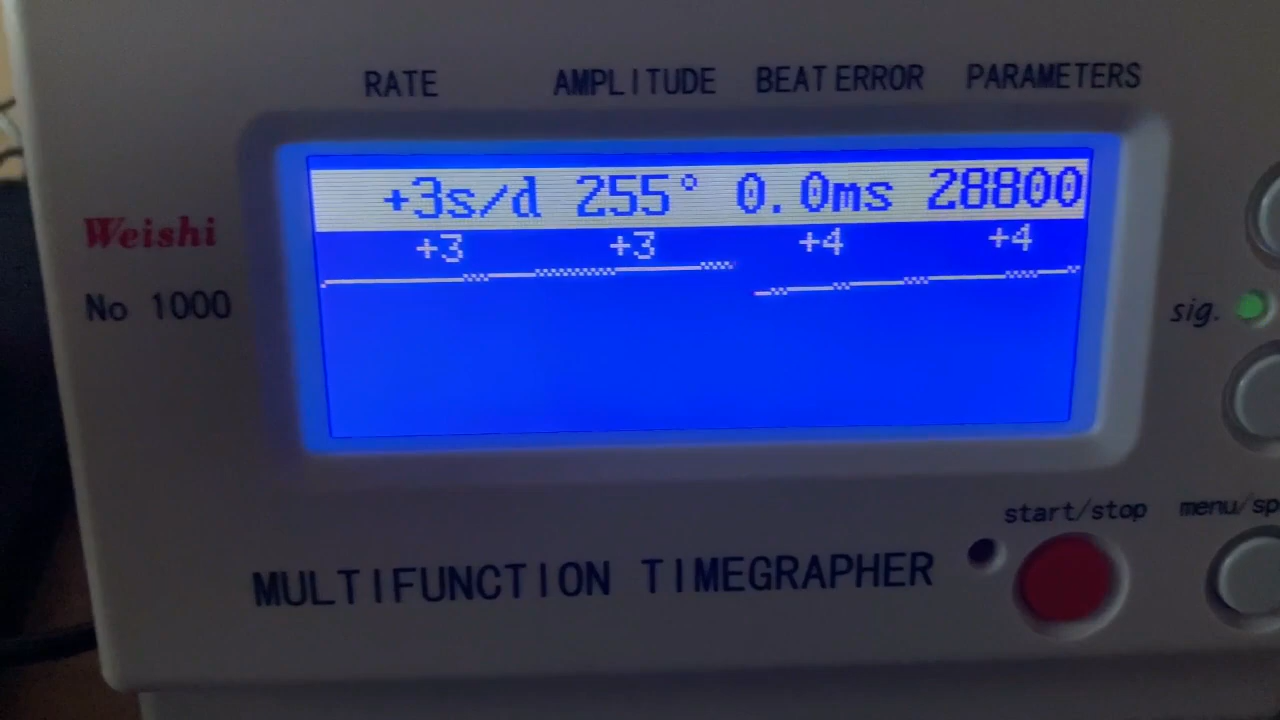 RATE AMPLITUDE BEAT ERROR PARAMETERS
+3s/d 255° 0.0ms 28800
+3 +3 +4 +4
Weishi
No 1000
sig.
start/stop menu/sp
MULTIFUNCTION TIMEGRAPHER